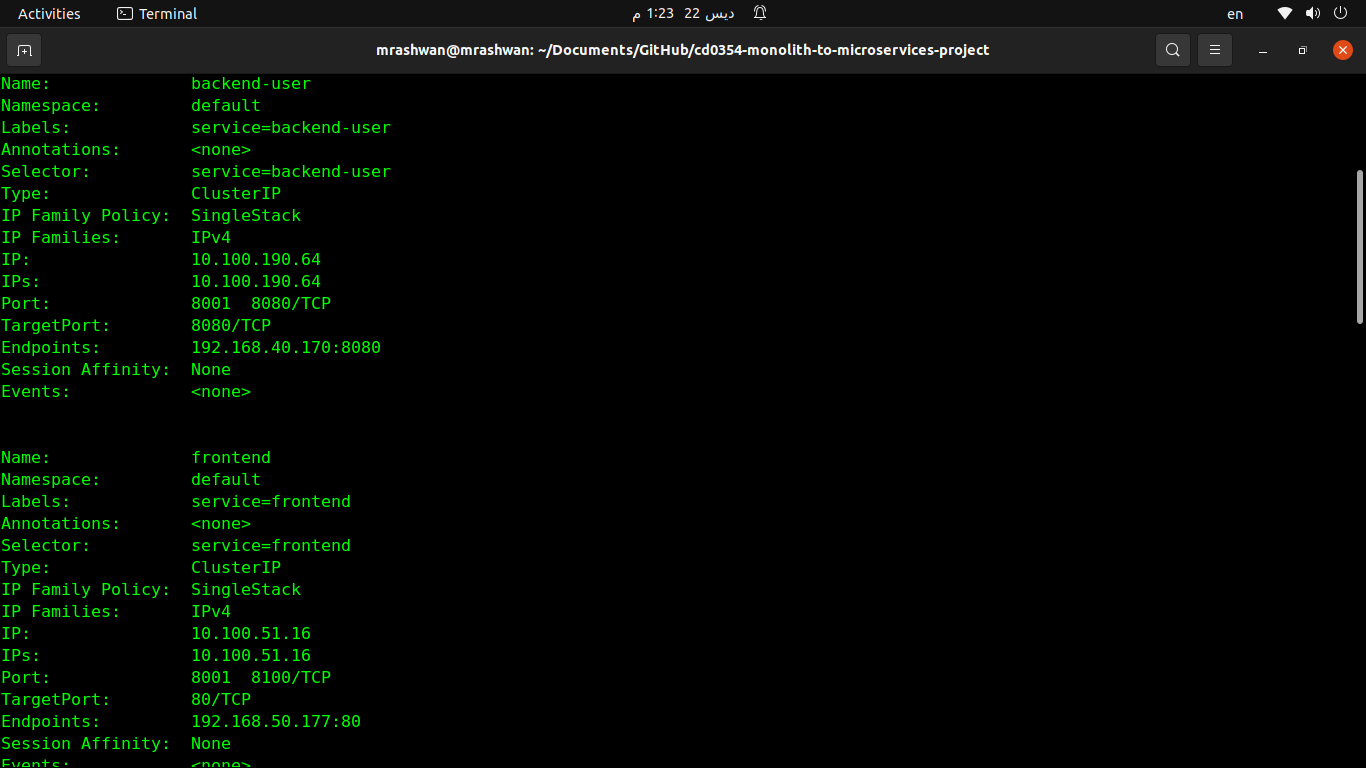 Activities
Terminal
ديس 22 1:23 م
en
mrashwan@mrashwan: ~/Documents/GitHub/cd0354-monolith-to-microservices-project
Name:              backend-user
Namespace:         default
Labels:            service=backend-user
Annotations:       <none>
Selector:          service=backend-user
Type:              ClusterIP
IP Family Policy:  SingleStack
IP Families:       IPv4
IP:                10.100.190.64
IPs:               10.100.190.64
Port:              8001  8080/TCP
TargetPort:        8080/TCP
Endpoints:         192.168.40.170:8080
Session Affinity:  None
Events:            <none>
Name:              frontend
Namespace:         default
Labels:            service=frontend
Annotations:       <none>
Selector:          service=frontend
Type:              ClusterIP
IP Family Policy:  SingleStack
IP Families:       IPv4
IP:                10.100.51.16
IPs:               10.100.51.16
Port:              8001  8100/TCP
TargetPort:        80/TCP
Endpoints:         192.168.50.177:80
Session Affinity:  None
Events:            <none>